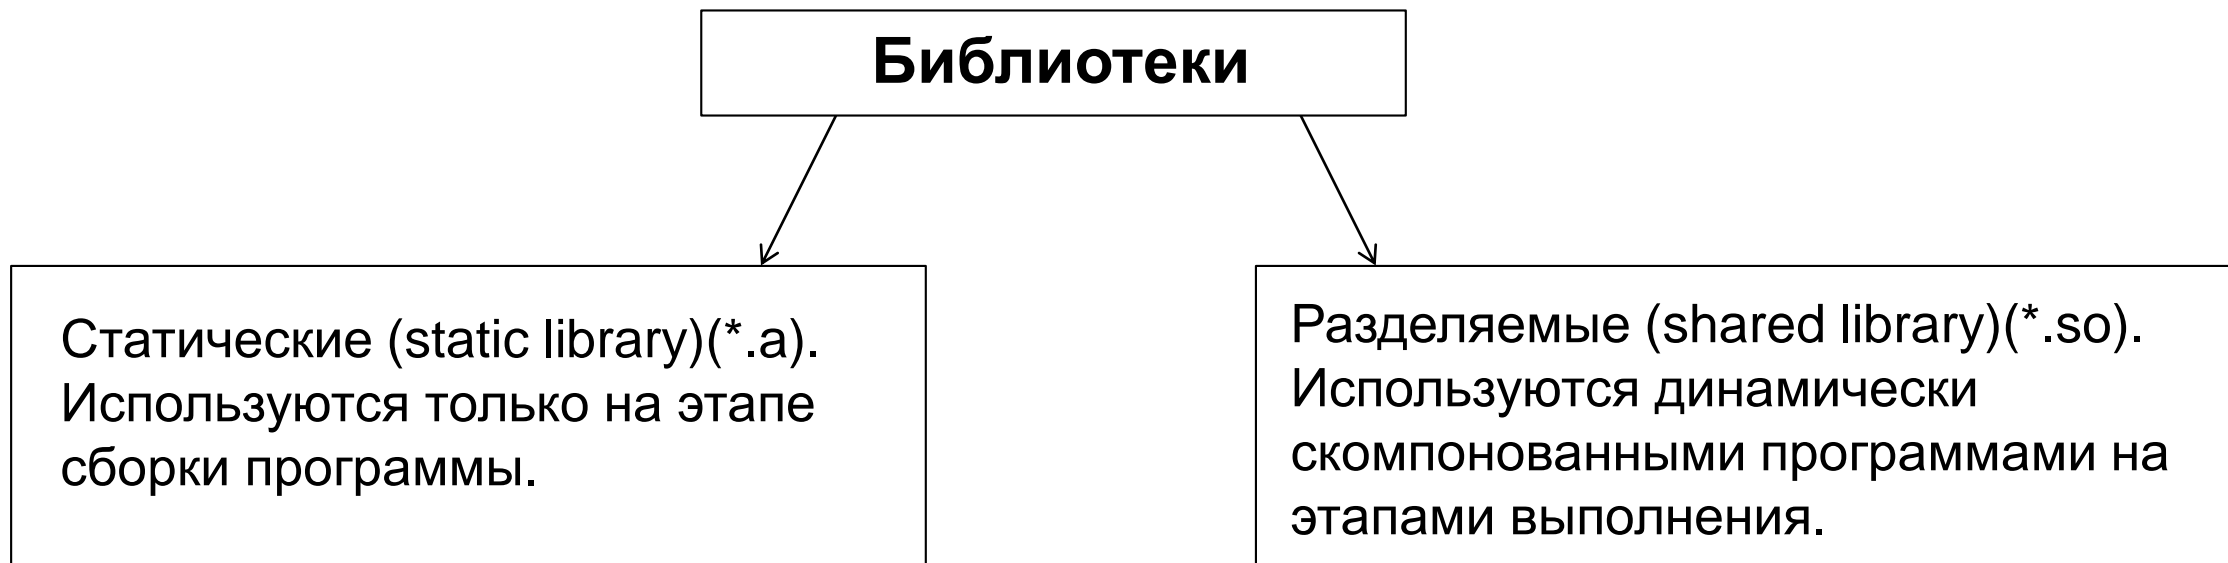 Библиотеки
Статические (static library)(*.a).
Используются только на этапе
сборки программы.
Разделяемые (shared library)(*.so).
Используются динамически
скомпонованными программами на
этапами выполнения.